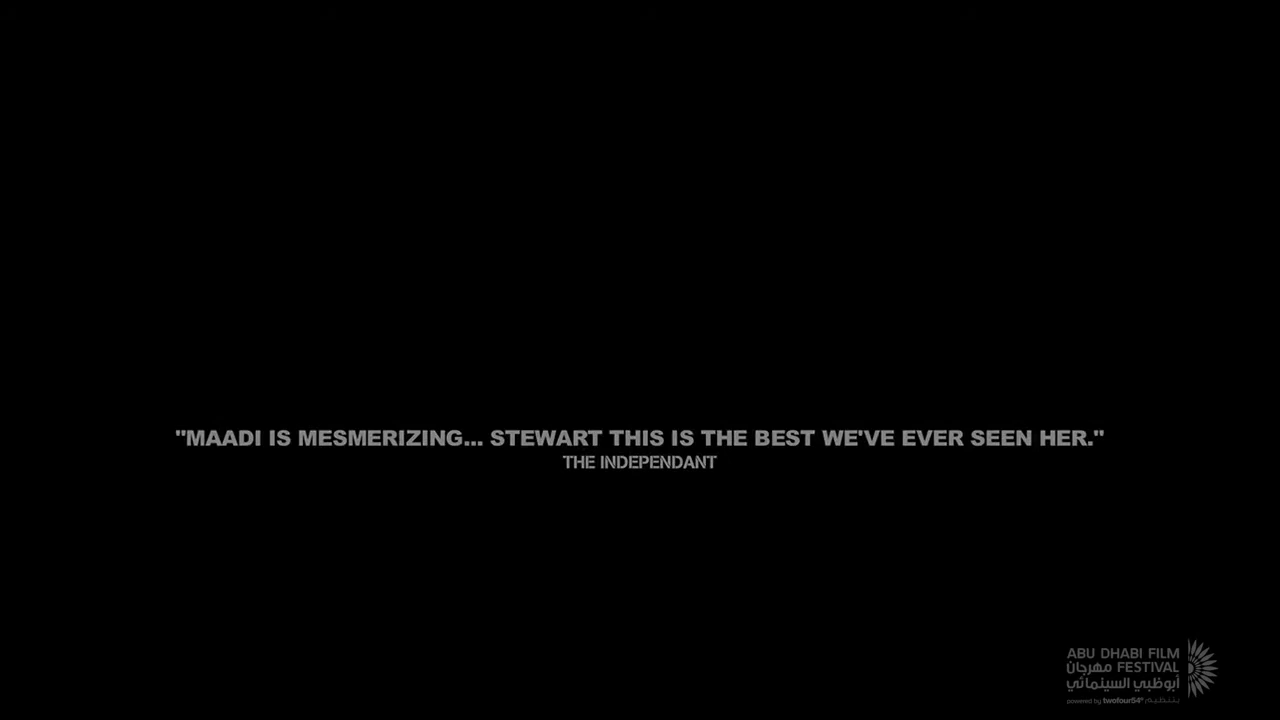 "MAADI IS MESMERIZING... STEWART THIS IS THE BEST WE'VE EVER SEEN HER."
THE INDEPENDANT
ABU DHABI FILM
مهرجان FESTIVAL
أبوظبي السينمائي
powered by twofour54° بتنظيم